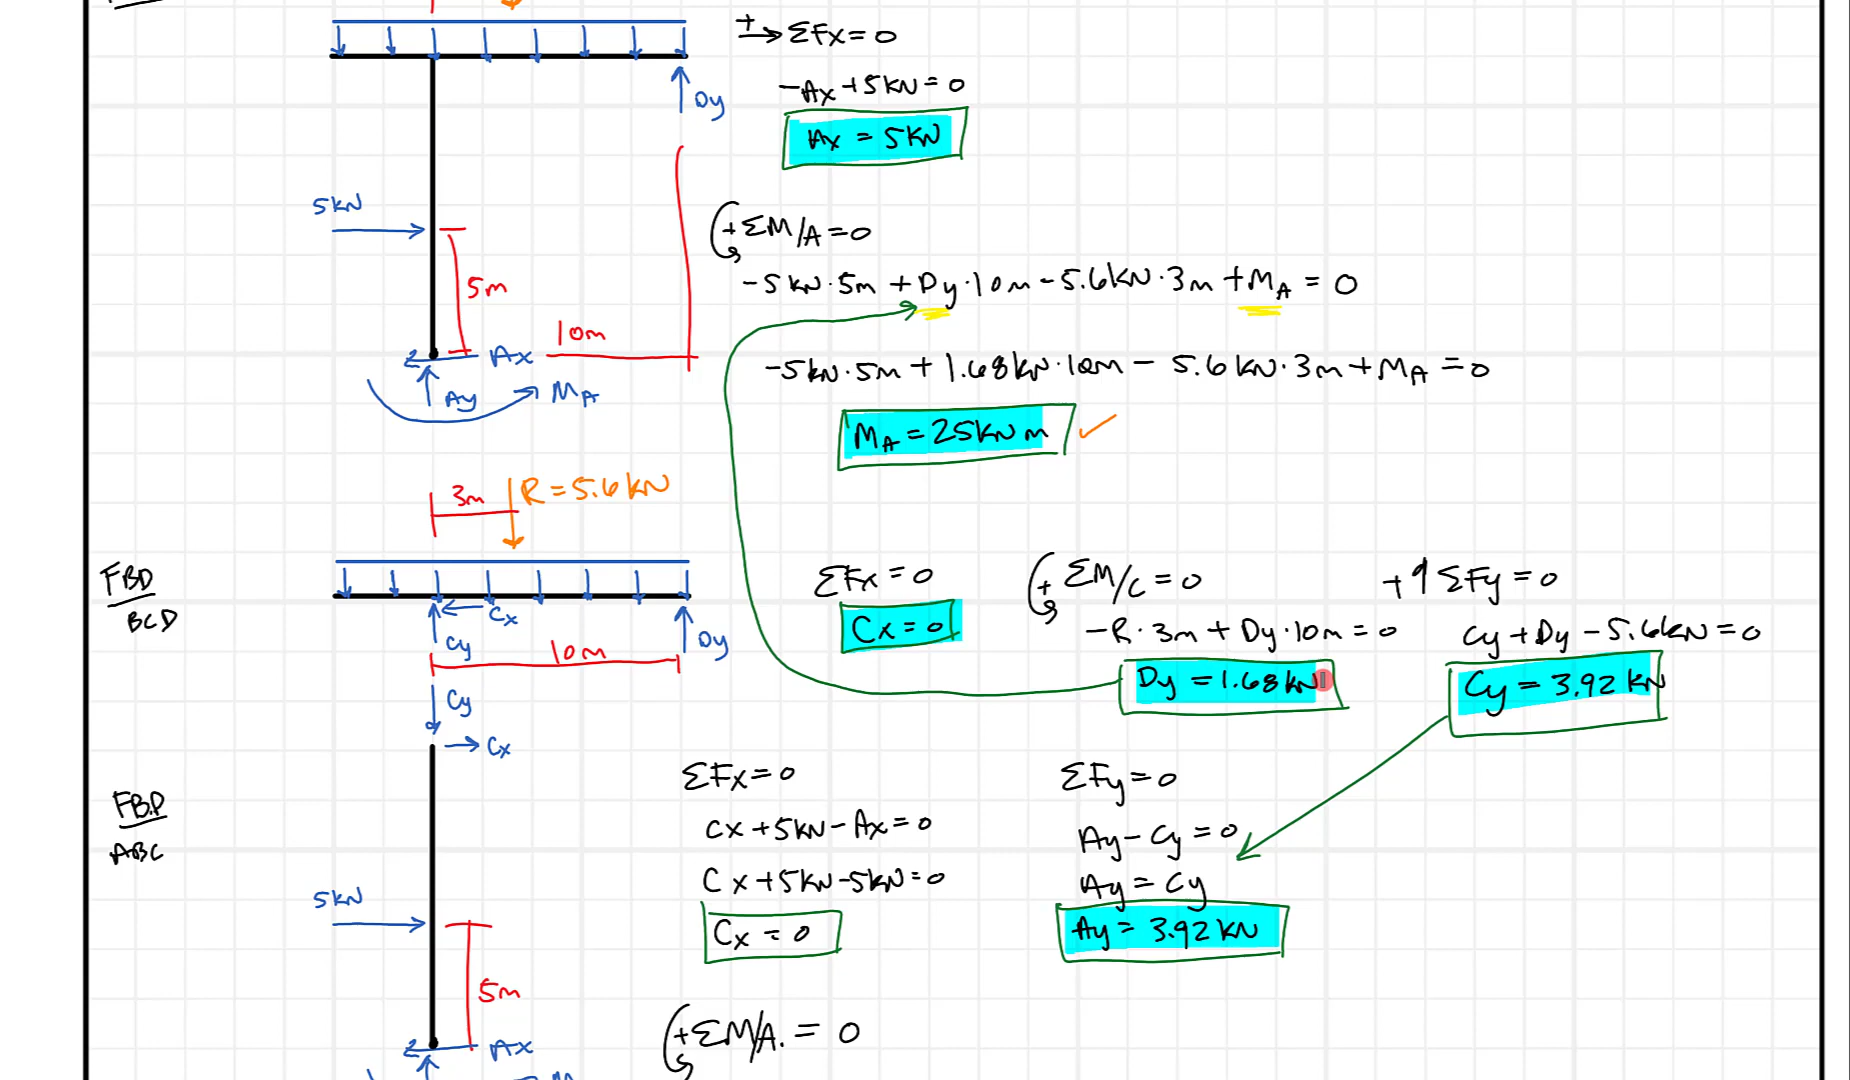 +→ ΣFx = 0
-Ax + 5kN = 0
Ax = 5kN
Dy
5kN
5m
10m
Ax
Ay
MA
+ ΣM/A = 0
-5kN·5m + Dy·10m - 5.6kN·3m + MA = 0
-5kN·5m + 1.68kN·10m - 5.6kN·3m + MA = 0
MA = 25kN m ✓
3m
R = 5.6kN
FBD
BCD
Cx
Cy
10m
Dy
ΣFx = 0
Cx = 0
+ ΣM/C = 0
-R·3m + Dy·10m = 0
Dy = 1.68kN
+↑ ΣFy = 0
Cy + Dy - 5.6kN = 0
Cy = 3.92 kN
Cy
Cx
FBD
ABC
5kN
5m
Ax
ΣFx = 0
Cx + 5kN - Ax = 0
Cx + 5kN - 5kN = 0
Cx = 0
ΣFy = 0
Ay - Cy = 0
Ay = Cy
Ay = 3.92 kN
+ ΣM/A. = 0